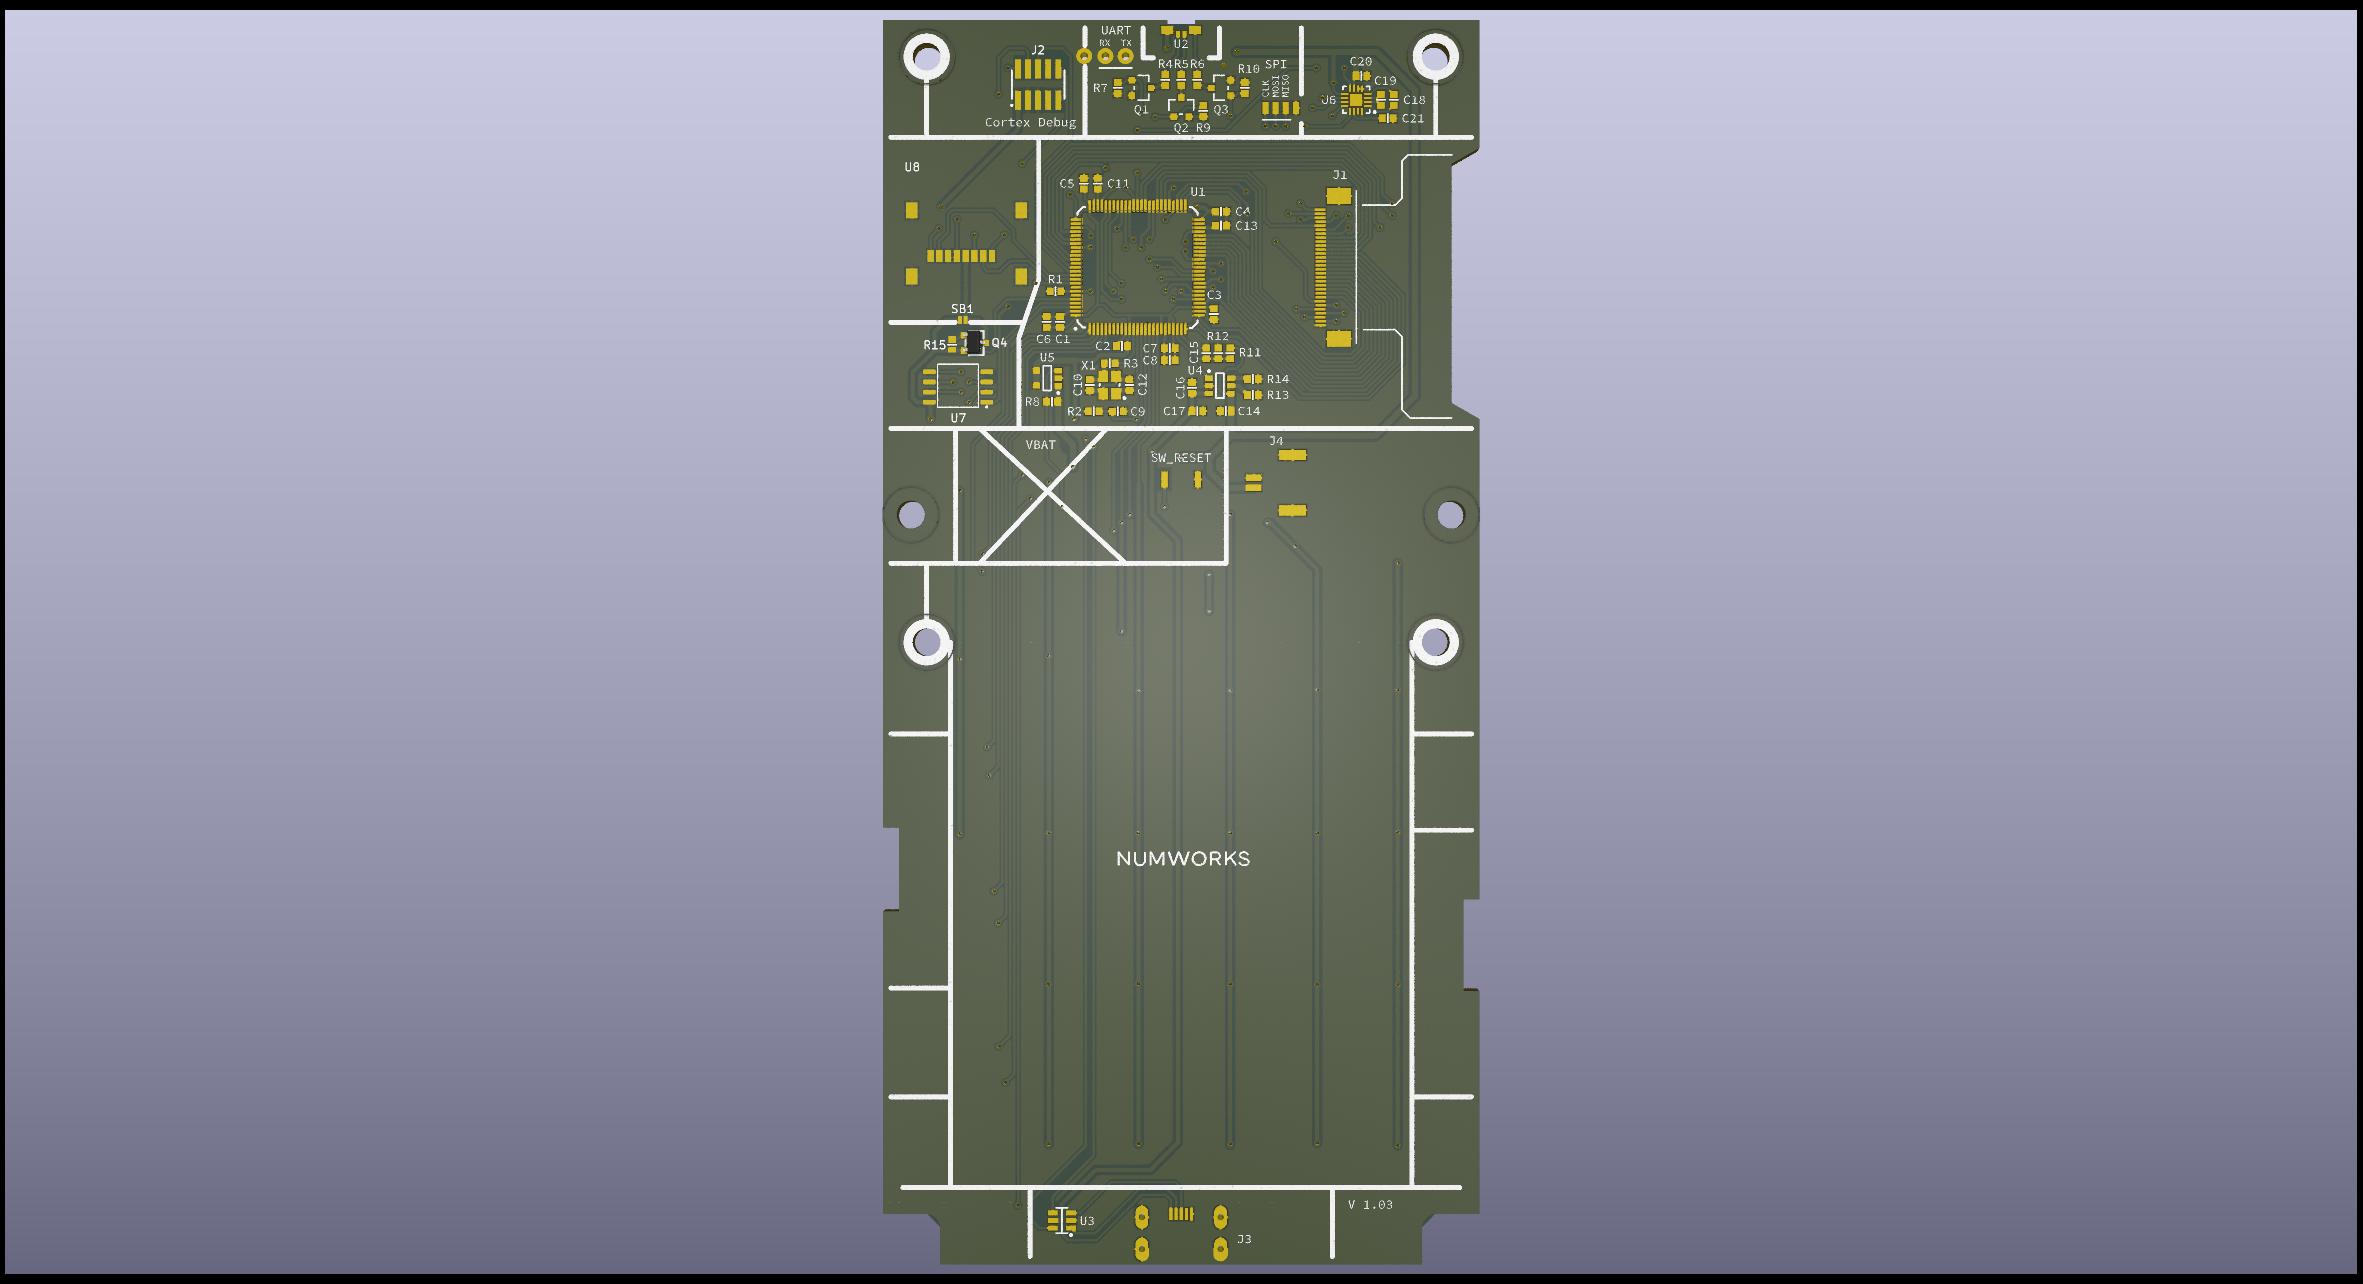 UART
RX TX
U2
J2
R4 R5 R6
SPI
C20
R10
C19
R7
CLK
MOSI
MISO
U6
C18
Q1
Q3
C21
Cortex Debug
Q2 R9
U8
J1
C5
C11
U1
C4
C13
R1
C3
SB1
C6 C1
R12
R15
Q4
C2
C7
C15
R11
U5
C8
X1
R3
U4
C10
C12
C16
R14
R13
R8
R2
C9
C17
C14
U7
VBAT
J4
SW_RESET
NUMWORKS
V 1.03
U3
J3